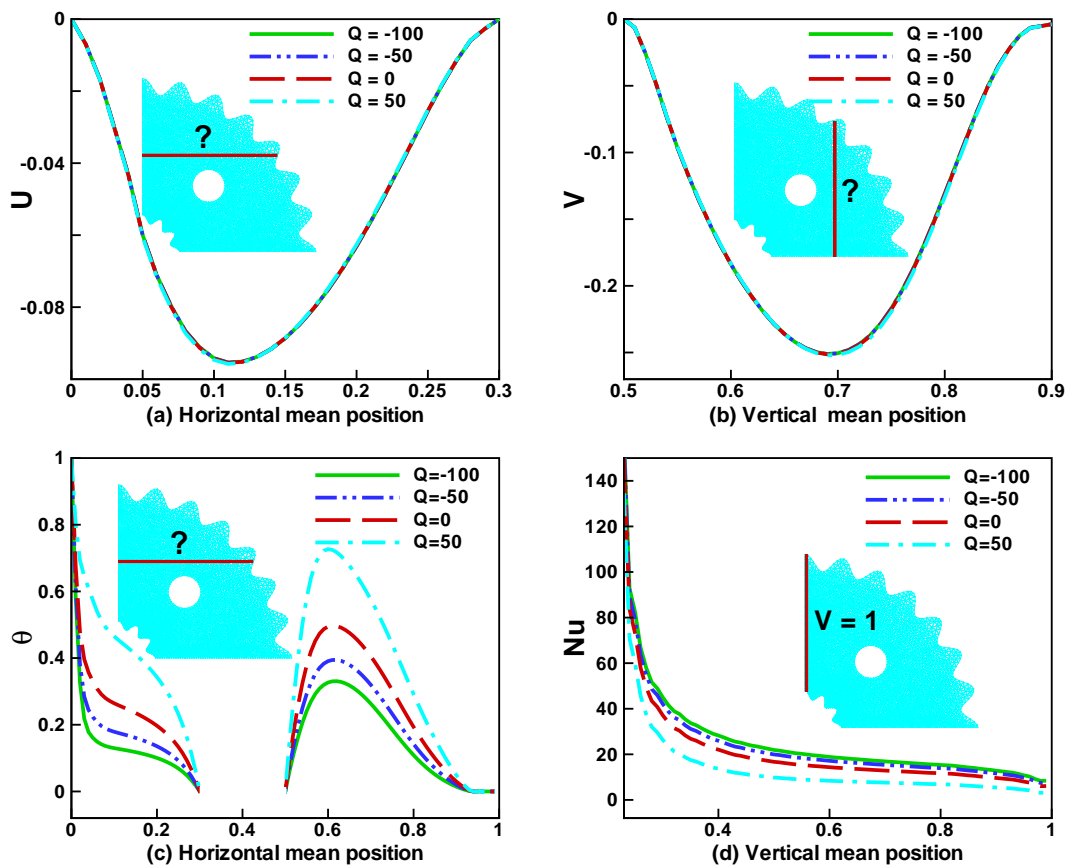 0
-0.04
-0.08
U
Q = -100
Q = -50
Q = 0
Q = 50
?
0 0.05 0.1 0.15 0.2 0.25 0.3
(a) Horizontal mean position
0
-0.1
-0.2
V
Q = -100
Q = -50
Q = 0
Q = 50
?
0.5 0.6 0.7 0.8 0.9
(b) Vertical mean position
1
0.8
0.6
0.4
0.2
0
θ
Q=-100
Q=-50
Q=0
Q=50
?
0 0.2 0.4 0.6 0.8 1
(c) Horizontal mean position
140
120
100
80
60
40
20
0
Nu
Q=-100
Q=-50
Q=0
Q=50
V = 1
0.4 0.6 0.8 1
(d) Vertical mean position